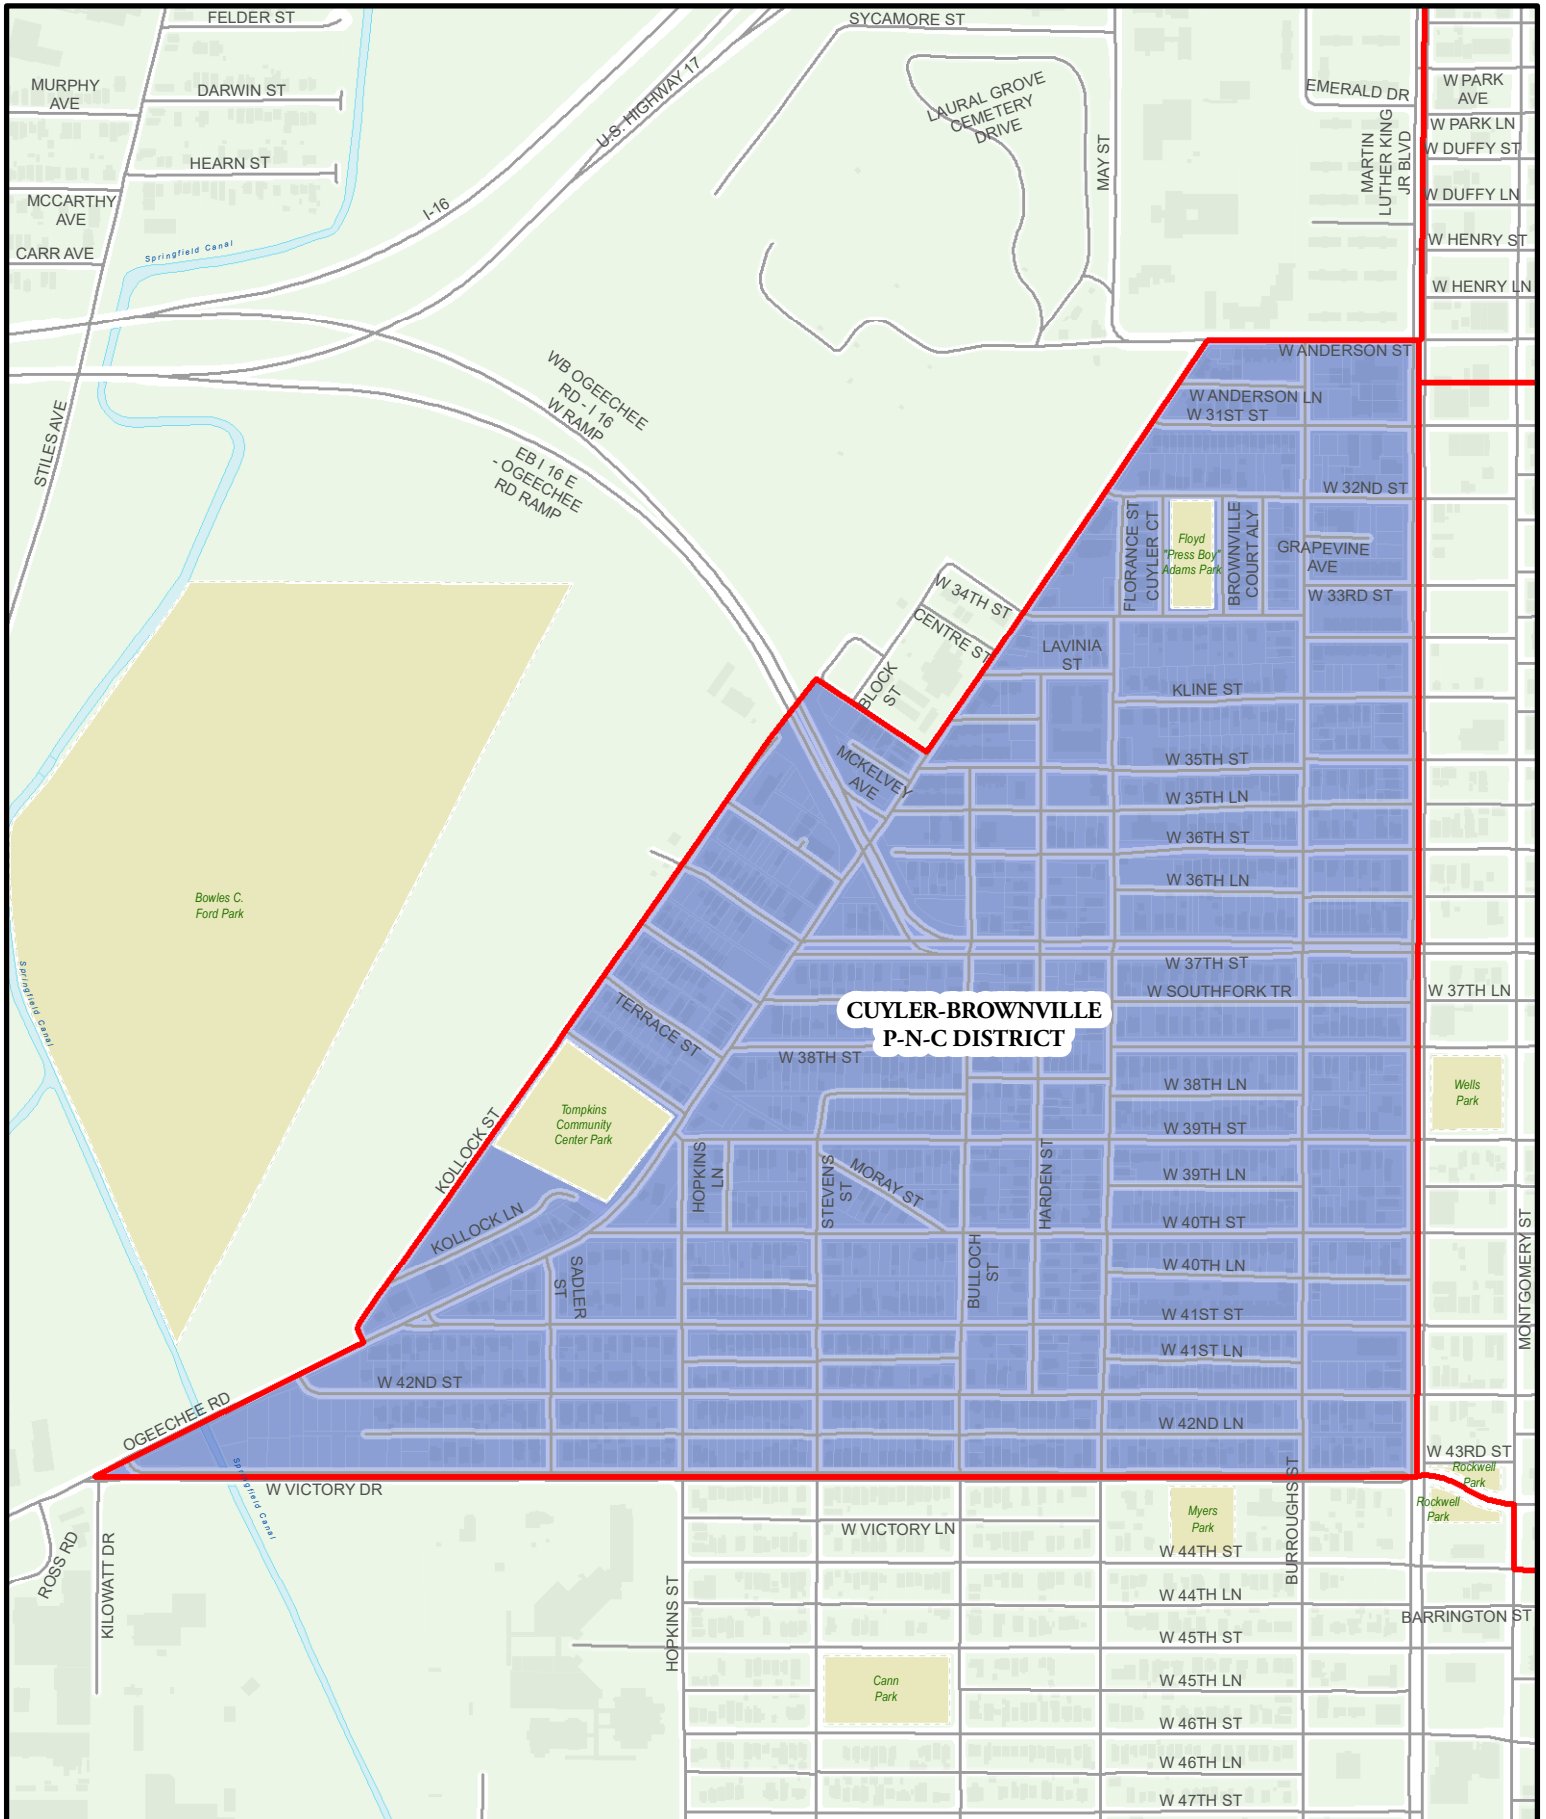 FELDER ST
SYCAMORE ST
MURPHY
AVE
DARWIN ST
U.S. HIGHWAY 17
LAURAL GROVE
CEMETERY
DRIVE
EMERALD DR
W PARK
AVE
W PARK LN
W DUFFY ST
HEARN ST
MAY ST
MARTIN
LUTHER KING
JR BLVD
MCCARTHY
AVE
I-16
W DUFFY LN
CARR AVE
Springfield Canal
W HENRY ST
W HENRY LN
W ANDERSON ST
WB OGEECHEE
RD - I 16
W RAMP
W ANDERSON LN
W 31ST ST
STILES AVE
EB I 16 E
- OGEECHEE
RD RAMP
W 32ND ST
FLORANCE ST
CUYLER CT
Floyd
"Press Boy"
Adams Park
BROWNVILLE
COURT ALY
GRAPEVINE
AVE
W 33RD ST
W 34TH ST
CENTRE ST
LAVINIA
ST
BLOCK
ST
KLINE ST
MCKELVEY
AVE
W 35TH ST
W 35TH LN
W 36TH ST
W 36TH LN
Bowles C.
Ford Park
Springfield Canal
W 37TH ST
W SOUTHFORK TR
W 37TH LN
CUYLER-BROWNVILLE
P-N-C DISTRICT
TERRACE ST
W 38TH ST
W 38TH LN
Wells
Park
Tompkins
Community
Center Park
KOLLOCK ST
W 39TH ST
HOPKINS
LN
STEVENS
ST
MORAY ST
HARDEN ST
W 39TH LN
KOLLOCK LN
W 40TH ST
SADLER
ST
BULLOCH
ST
W 40TH LN
MONTGOMERY ST
W 41ST ST
W 41ST LN
W 42ND ST
OGEECHEE RD
W 42ND LN
W 43RD ST
Rockwell
Park
Springfield Canal
W VICTORY DR
BURROUGHS ST
Rockwell
Park
Myers
Park
W VICTORY LN
W 44TH ST
ROSS RD
KILOWATT DR
HOPKINS ST
W 44TH LN
BARRINGTON ST
W 45TH ST
Cann
Park
W 45TH LN
W 46TH ST
W 46TH LN
W 47TH ST